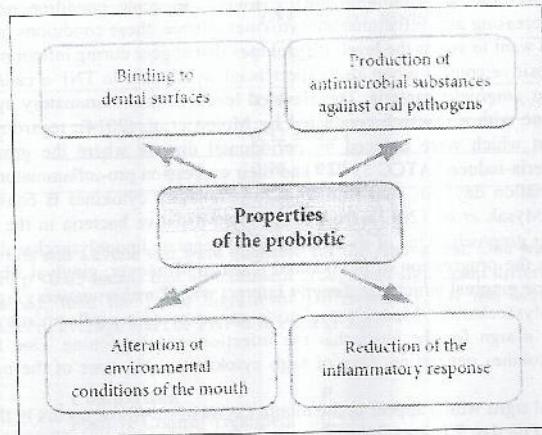 Binding to
dental surfaces
Production of
antimicrobial substances
against oral pathogens
Properties
of the probiotic
Alteration of
environmental
conditions of the mouth
Reduction of the
inflammatory response